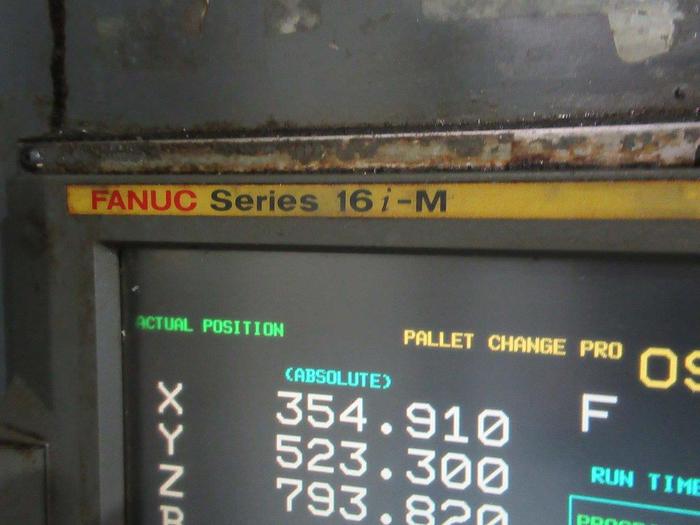 FANUC Series 16i-M
ACTUAL POSITION
PALLET CHANGE PRO
(ABSOLUTE)
X 354.910 F
Y 523.300
Z 793.820
RUN TIME